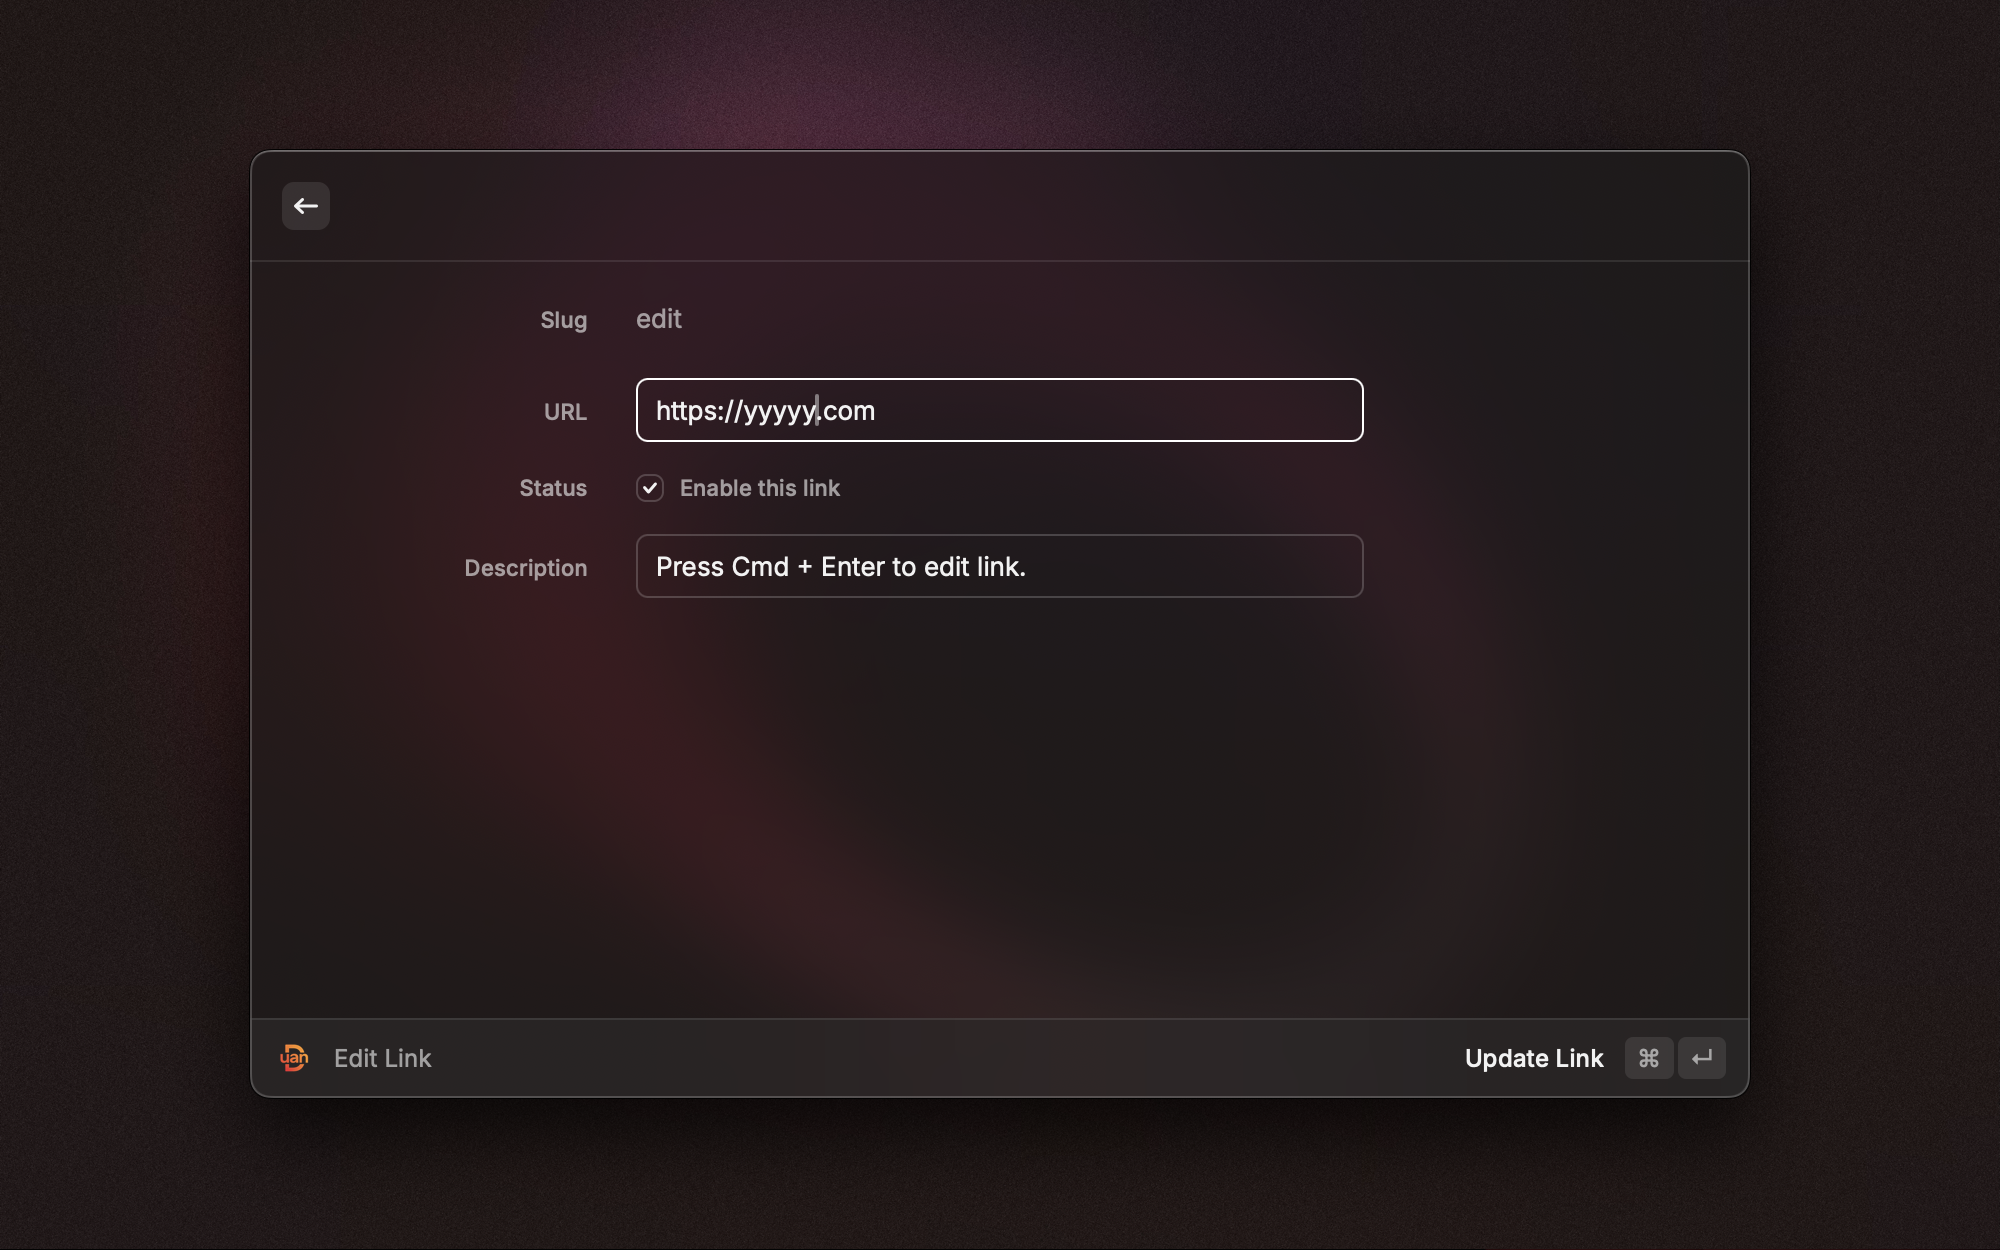 Slug edit
URL https://yyyyy.com
Status Enable this link
Description Press Cmd + Enter to edit link.
Duan Edit Link Update Link ⌘ ↵